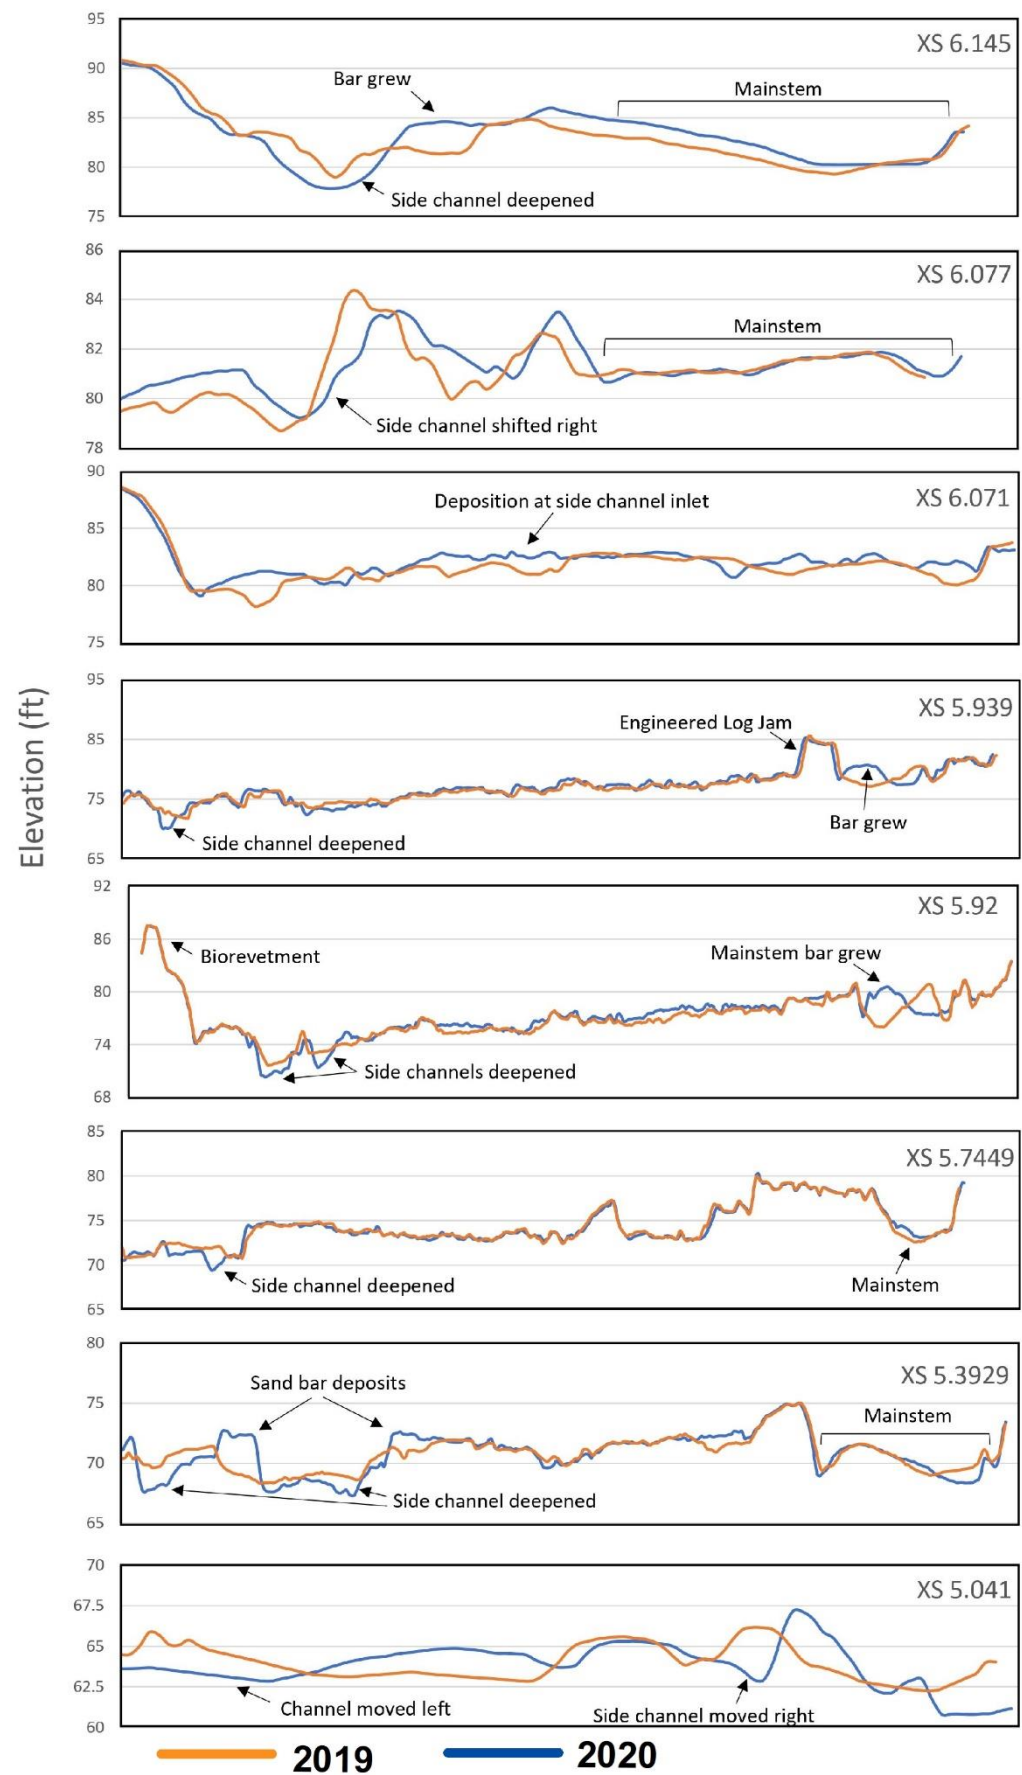 95
XS 6.145
90
Bar grew
Mainstem
85
80
Side channel deepened
75
86
XS 6.077
84
Mainstem
82
80
Side channel shifted right
78
90
XS 6.071
Deposition at side channel inlet
85
80
75
95
XS 5.939
Engineered Log Jam
85
75
Bar grew
Side channel deepened
65
Elevation (ft)
92
XS 5.92
86
Biorevetment
Mainstem bar grew
80
74
Side channels deepened
68
85
XS 5.7449
80
75
70
Side channel deepened
Mainstem
65
80
XS 5.3929
Sand bar deposits
75
Mainstem
70
Side channel deepened
65
70
XS 5.041
67.5
65
62.5
Channel moved left
Side channel moved right
60
2019
2020